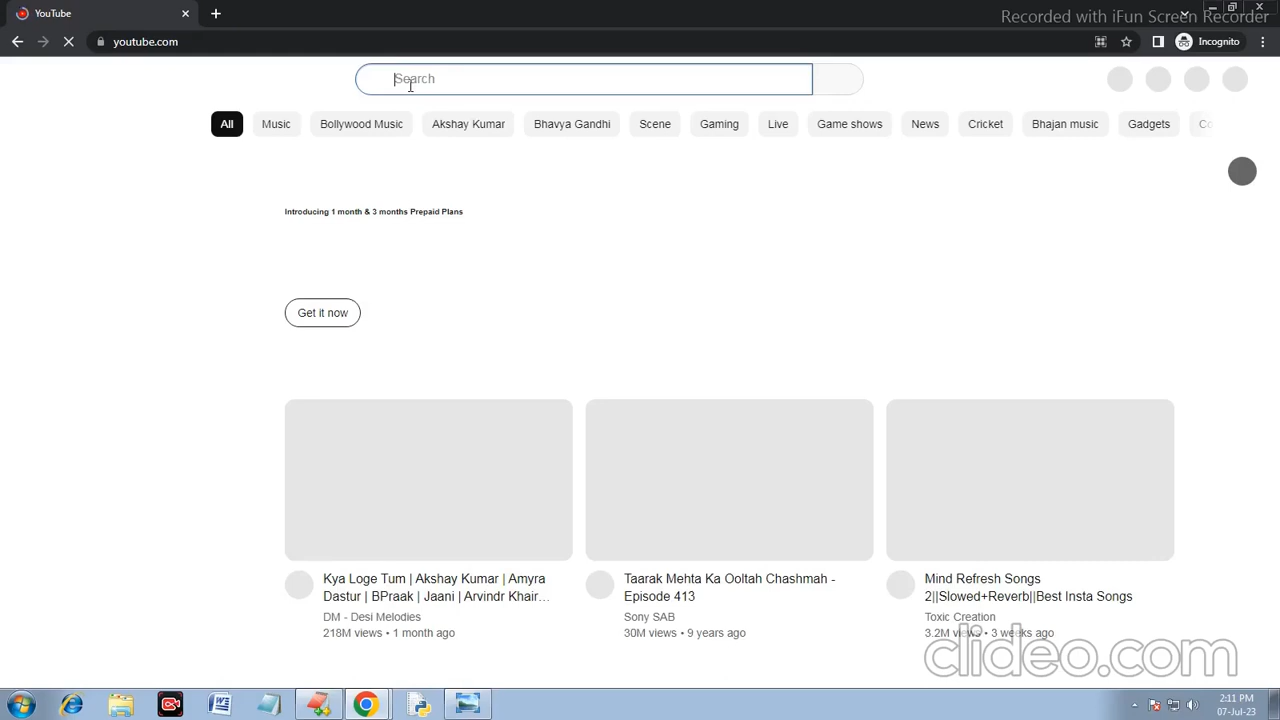 YouTube
Recorded with iFun Screen Recorder
youtube.com
Incognito
Search
All
Music
Bollywood Music
Akshay Kumar
Bhavya Gandhi
Scene
Gaming
Live
Game shows
News
Cricket
Bhajan music
Gadgets
Co
Introducing 1 month & 3 months Prepaid Plans
Get it now
Kya Loge Tum | Akshay Kumar | Amyra
Dastur | BPraak | Jaani | Arvindr Khair…
DM - Desi Melodies
218M views • 1 month ago
Taarak Mehta Ka Ooltah Chashmah -
Episode 413
Sony SAB
30M views • 9 years ago
Mind Refresh Songs
2||Slowed+Reverb||Best Insta Songs
Toxic Creation
3.2M views • 3 weeks ago
clideo.com
2:11 PM
07-Jul-23